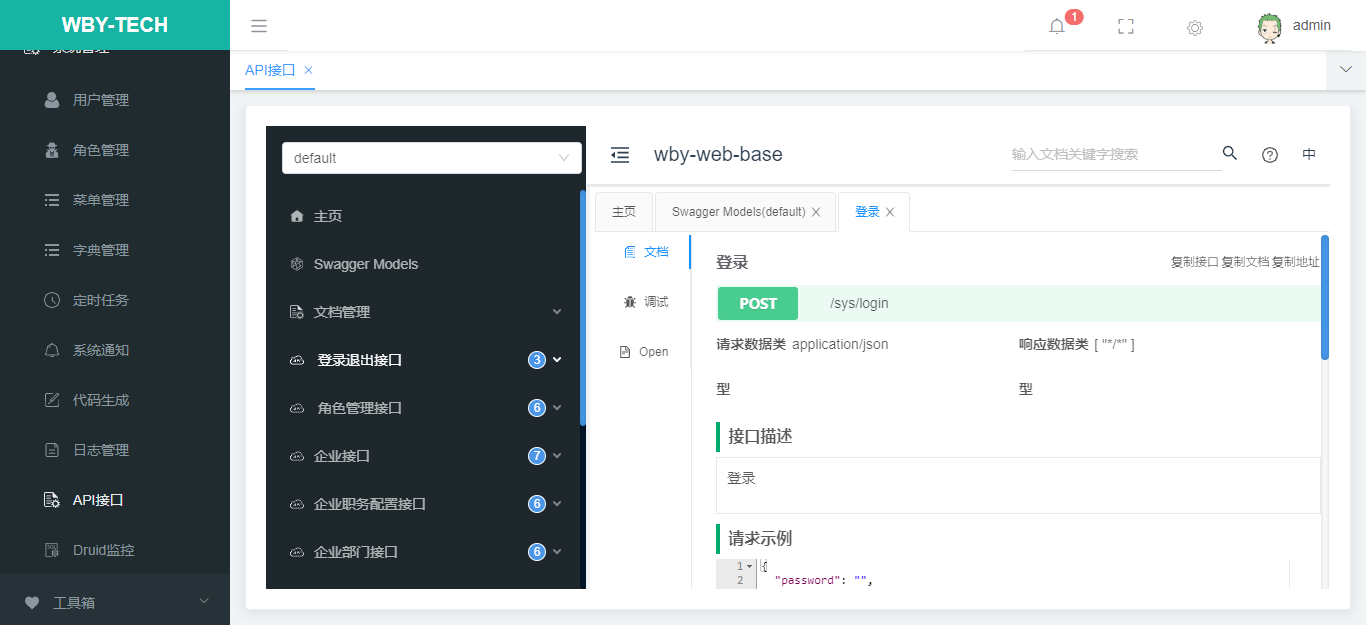 WBY-TECH
1
admin
系统管理
API接口
用户管理
角色管理
菜单管理
字典管理
定时任务
系统通知
代码生成
日志管理
API接口
Druid监控
工具箱
default
主页
Swagger Models
文档管理
登录退出接口 3
角色管理接口 6
企业接口 7
企业职务配置接口 6
企业部门接口 6
wby-web-base
输入文档关键字搜索
中
主页
Swagger Models(default)
登录
文档
调试
Open
登录
复制接口 复制文档 复制地址
POST /sys/login
请求数据类型 application/json
响应数据类型 [ "*/*" ]
接口描述
登录
请求示例
1 {
2 "password": "",